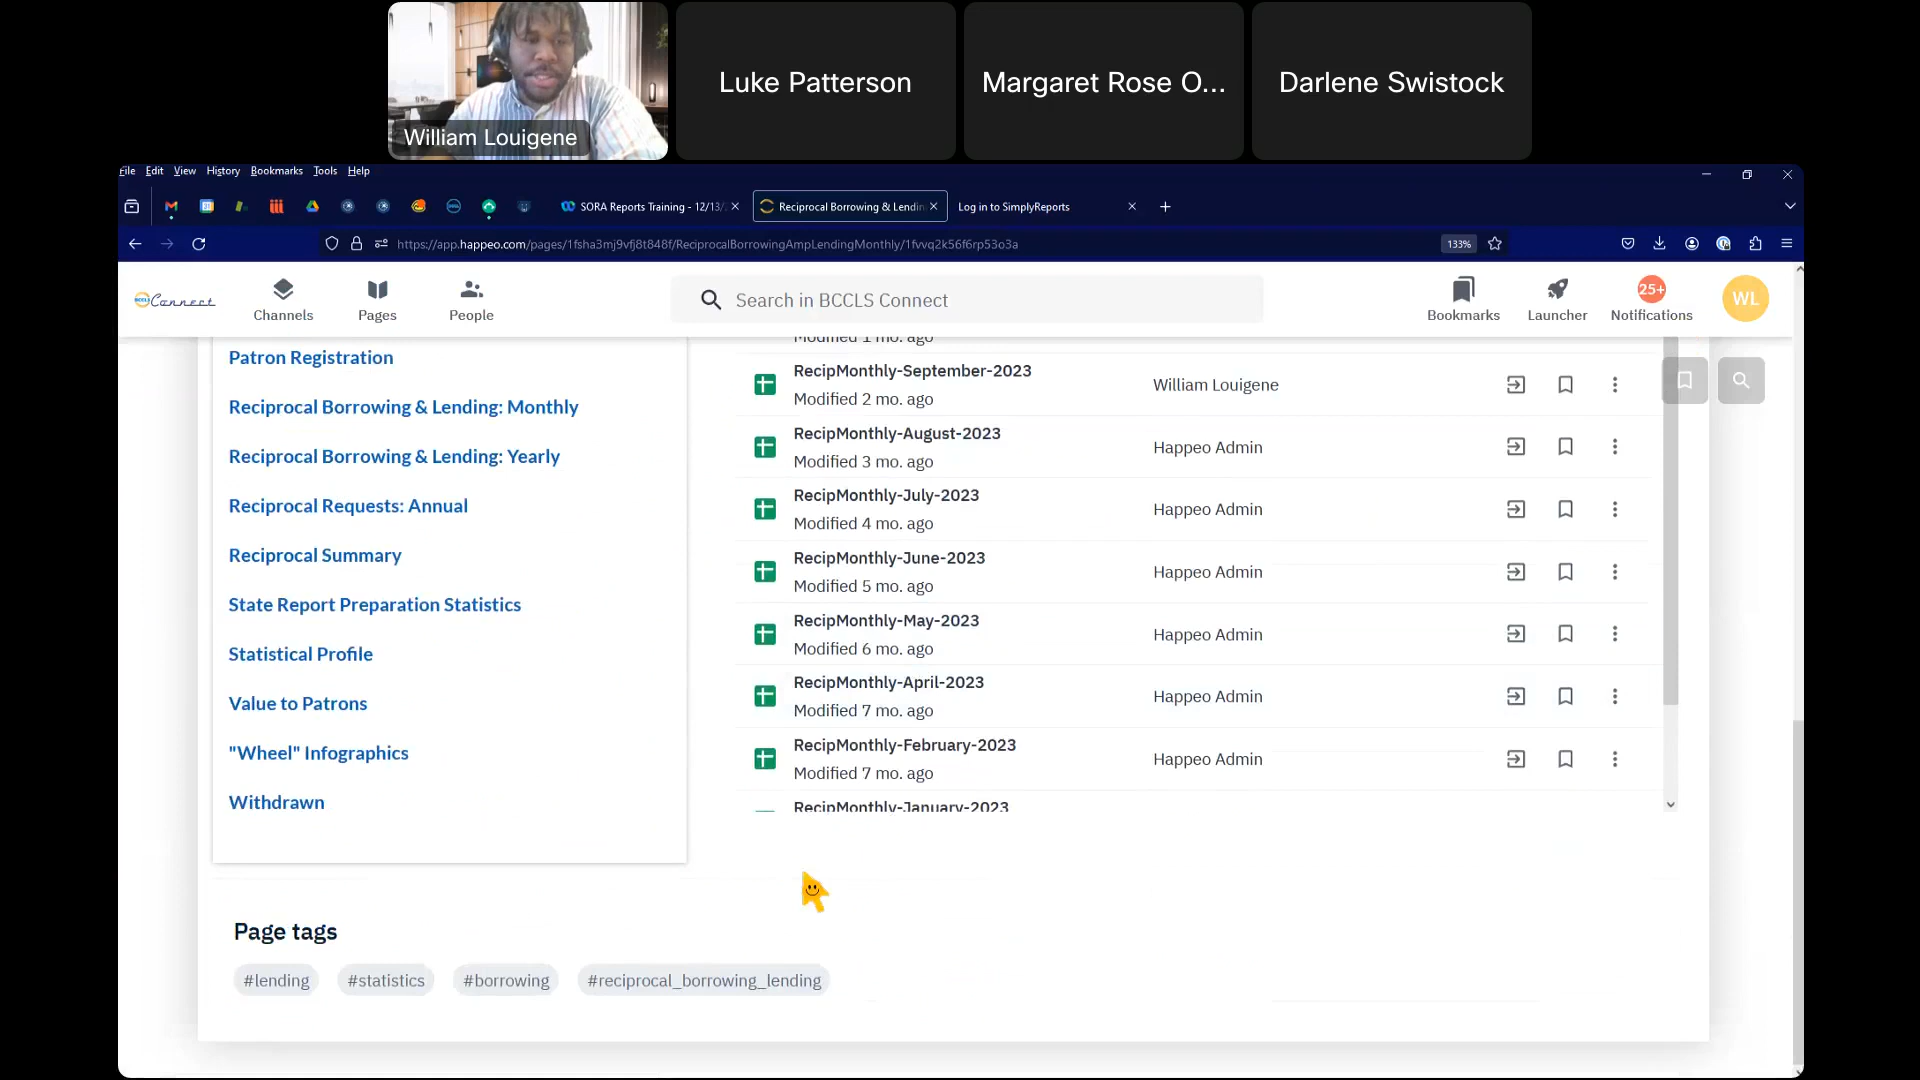 Luke Patterson
Margaret Rose O...
Darlene Swistock
William Louigene
File Edit View History Bookmarks Tools Help
SORA Reports Training - 12/13/
Reciprocal Borrowing & Lendin
Log in to SimplyReports
https://app.happeo.com/pages/1fsha3mj9vfj8t848f/ReciprocalBorrowingAmpLendingMonthly/1fvvq2k56f6rp53o3a
133%
BCCLS Connect
Channels
Pages
People
Search in BCCLS Connect
Bookmarks
Launcher
25+
Notifications
WL
Patron Registration
Reciprocal Borrowing & Lending: Monthly
Reciprocal Borrowing & Lending: Yearly
Reciprocal Requests: Annual
Reciprocal Summary
State Report Preparation Statistics
Statistical Profile
Value to Patrons
"Wheel" Infographics
Withdrawn
Modified 1 mo. ago
RecipMonthly-September-2023
William Louigene
Modified 2 mo. ago
RecipMonthly-August-2023
Happeo Admin
Modified 3 mo. ago
RecipMonthly-July-2023
Happeo Admin
Modified 4 mo. ago
RecipMonthly-June-2023
Happeo Admin
Modified 5 mo. ago
RecipMonthly-May-2023
Happeo Admin
Modified 6 mo. ago
RecipMonthly-April-2023
Happeo Admin
Modified 7 mo. ago
RecipMonthly-February-2023
Happeo Admin
Modified 7 mo. ago
RecipMonthly-January-2023
Page tags
#lending
#statistics
#borrowing
#reciprocal_borrowing_lending